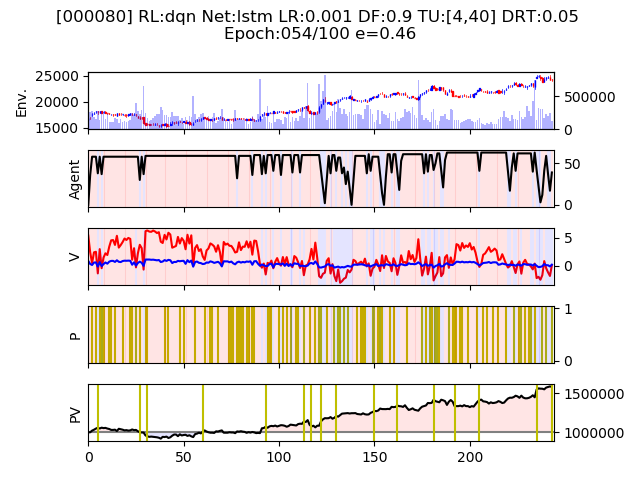 [000080] RL:dqn Net:lstm LR:0.001 DF:0.9 TU:[4,40] DRT:0.05
Epoch:054/100 e=0.46
Env.
25000
20000
15000
500000
0
Agent
50
0
V
5
0
P
1
0
PV
1500000
1000000
0
50
100
150
200